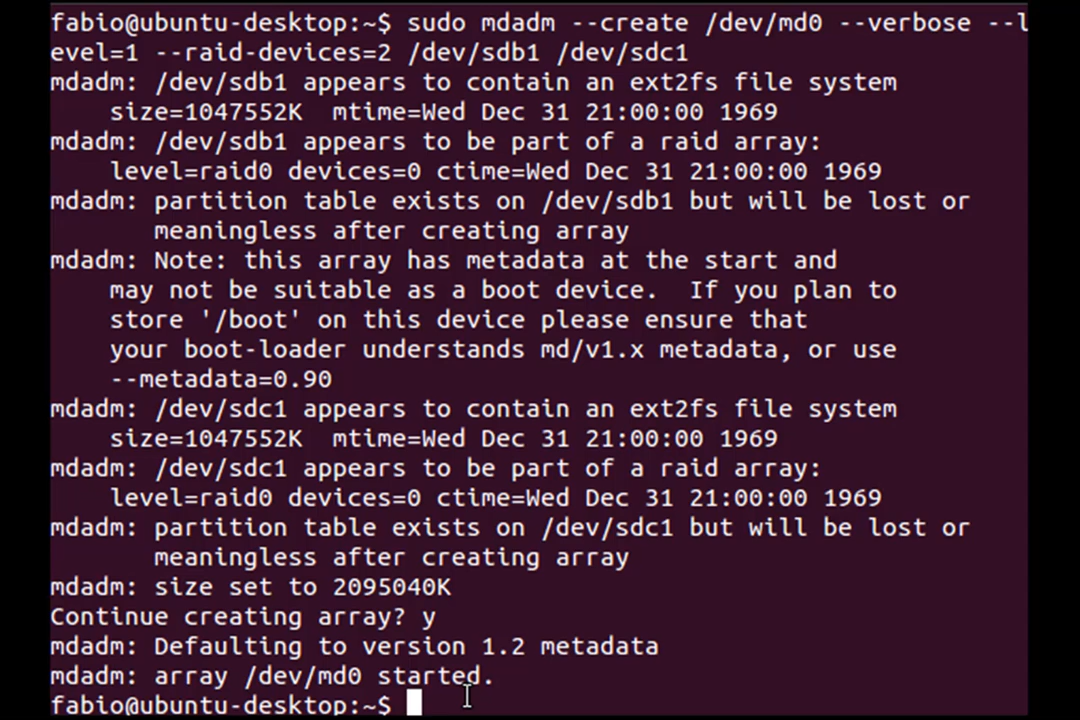 fabio@ubuntu-desktop:~$ sudo mdadm --create /dev/md0 --verbose --l
evel=1 --raid-devices=2 /dev/sdb1 /dev/sdc1
mdadm: /dev/sdb1 appears to contain an ext2fs file system
    size=1047552K  mtime=Wed Dec 31 21:00:00 1969
mdadm: /dev/sdb1 appears to be part of a raid array:
    level=raid0 devices=0 ctime=Wed Dec 31 21:00:00 1969
mdadm: partition table exists on /dev/sdb1 but will be lost or
       meaningless after creating array
mdadm: Note: this array has metadata at the start and
    may not be suitable as a boot device.  If you plan to
    store '/boot' on this device please ensure that
    your boot-loader understands md/v1.x metadata, or use
    --metadata=0.90
mdadm: /dev/sdc1 appears to contain an ext2fs file system
    size=1047552K  mtime=Wed Dec 31 21:00:00 1969
mdadm: /dev/sdc1 appears to be part of a raid array:
    level=raid0 devices=0 ctime=Wed Dec 31 21:00:00 1969
mdadm: partition table exists on /dev/sdc1 but will be lost or
       meaningless after creating array
mdadm: size set to 2095040K
Continue creating array? y
mdadm: Defaulting to version 1.2 metadata
mdadm: array /dev/md0 started.
fabio@ubuntu-desktop:~$